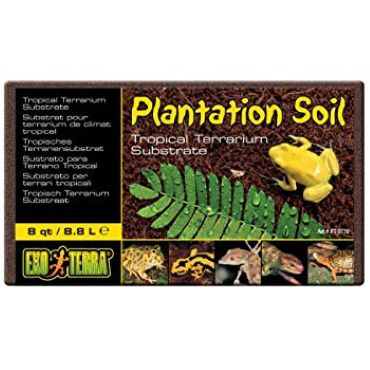 Plantation Soil
Tropical Terrarium
Substrate
Tropical Terrarium
Substrate
Substrat pour
terrarium de climat
tropical
Tropisches
Terrariensubstrat
Sustrato para
Terrario Tropical
Substrato per
terrari tropicali
Tropisch Terrarium
Substraat
8 qt / 8.8 L ℮
EXO TERRA